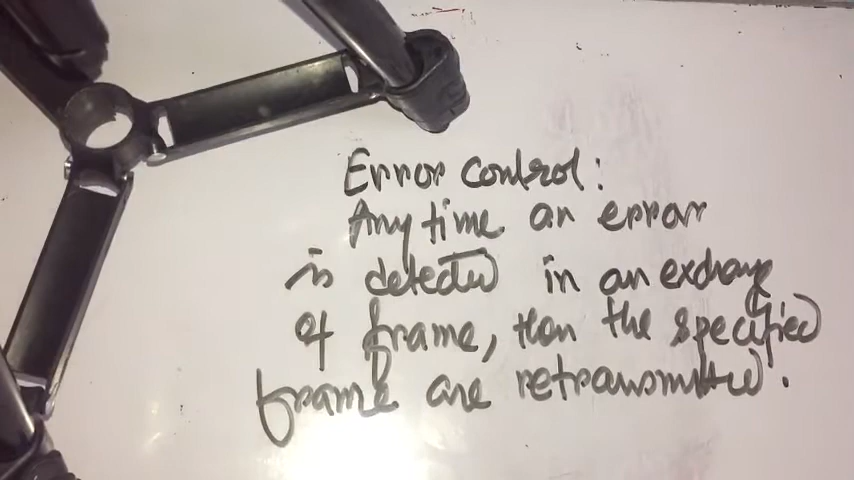 Error control:
Any time an error
is detected in an exchange
of frame, then the specified
frame are retransmitted.